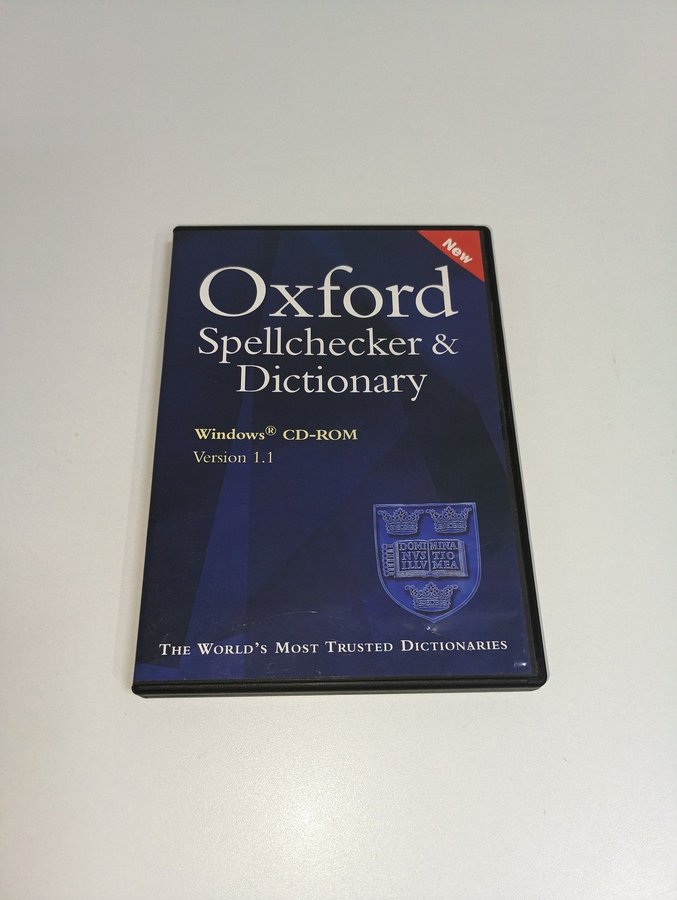 New
Oxford
Spellchecker &
Dictionary
Windows® CD-ROM
Version 1.1
DOMI MINA
NVS TIO
ILLV MEA
THE WORLD'S MOST TRUSTED DICTIONARIES